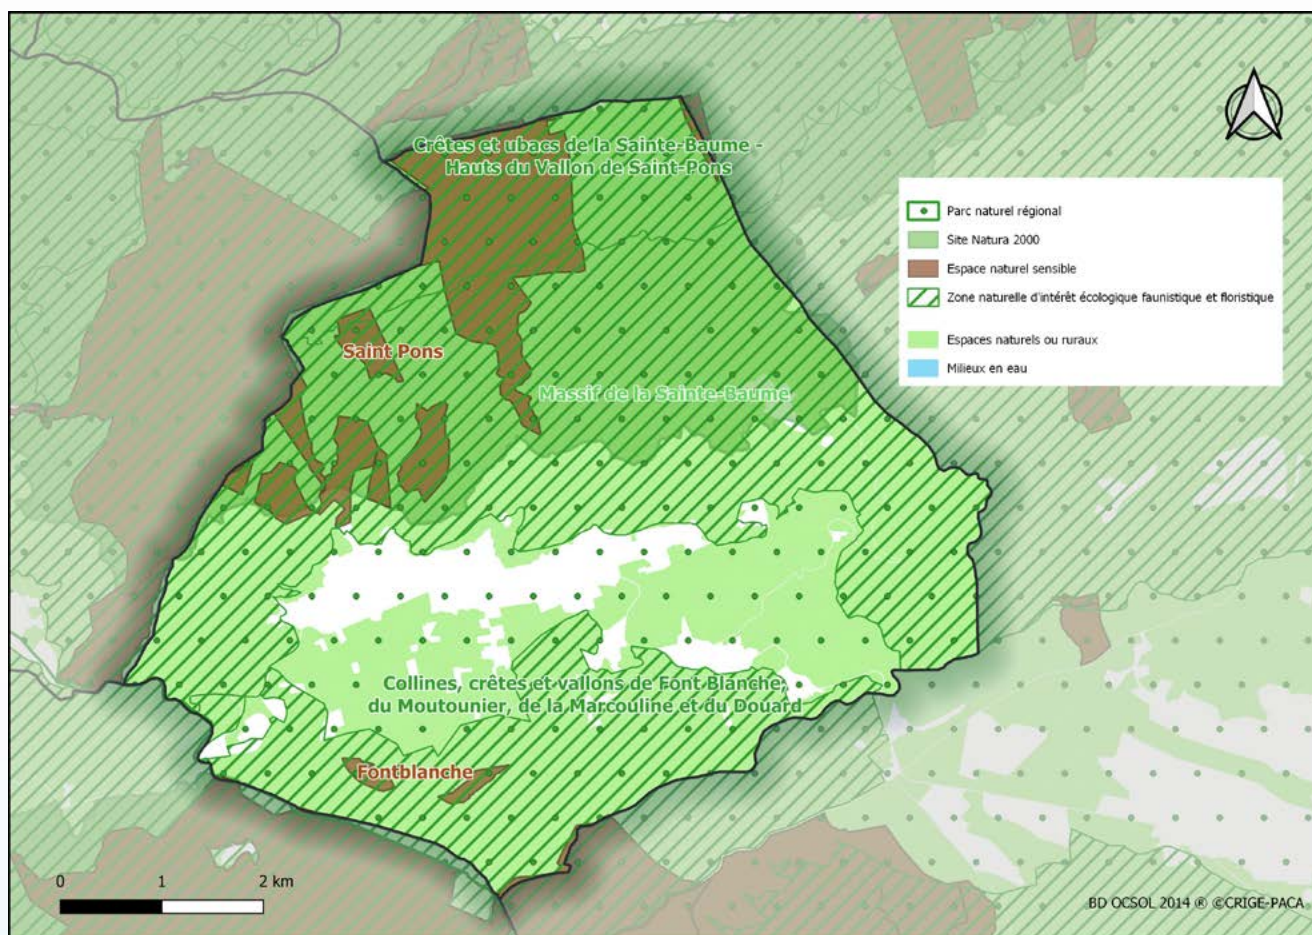 Crêtes et ubacs de la Sainte-Baume -
Hauts du Vallon de Saint-Pons
Parc naturel régional
Site Natura 2000
Espace naturel sensible
Zone naturelle d'intérêt écologique faunistique et floristique
Espaces naturels ou ruraux
Milieux en eau
Saint Pons
Massif de la Sainte-Baume
Collines, crêtes et vallons de Font Blanche,
du Moutounier, de la Marcouline et du Douard
Fontblanche
0 1 2 km
BD OCSOL 2014 ® ©CRIGE-PACA